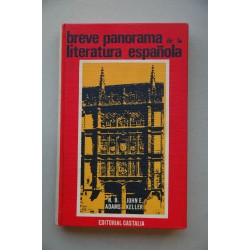 breve panorama de la
literatura española
N. B. JOHN E.
ADAMS KELLER
EDITORIAL CASTALIA